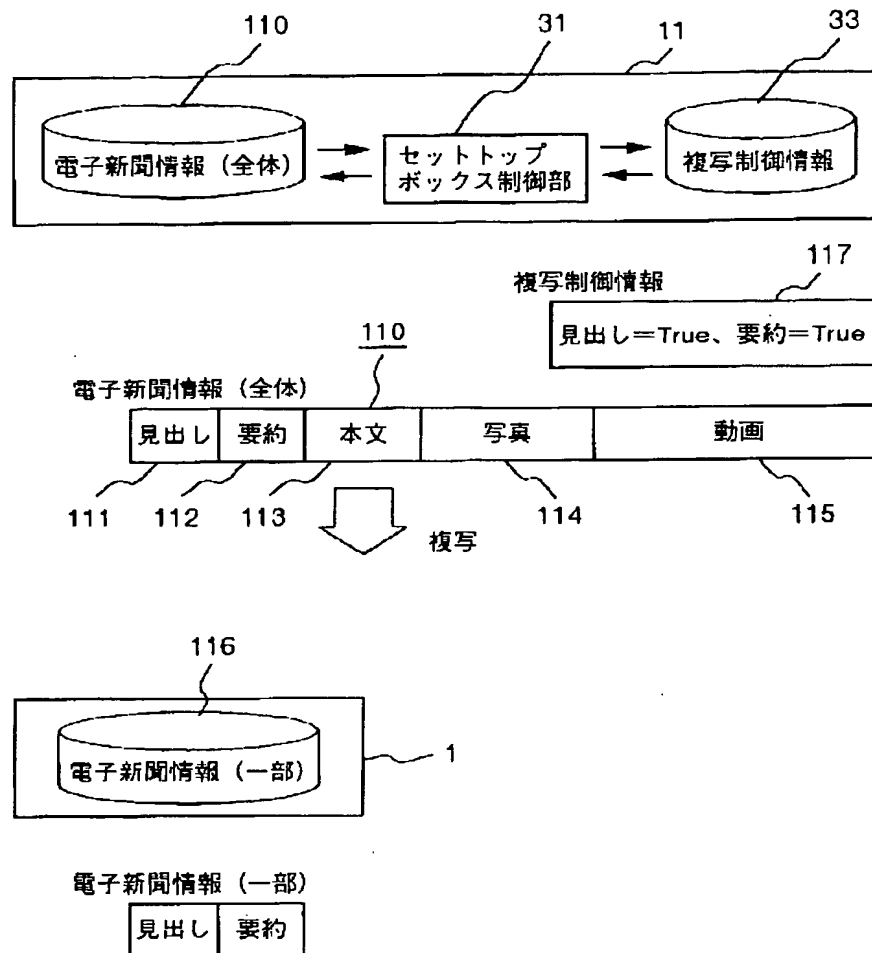 110
31
11
33
電子新聞情報（全体）
セットトップ
ボックス制御部
複写制御情報
複写制御情報
117
見出し＝True、要約＝True
110
電子新聞情報（全体）
見出し 要約 本文 写真 動画
111 112 113 114 115
複写
116
電子新聞情報（一部）
1
電子新聞情報（一部）
見出し 要約